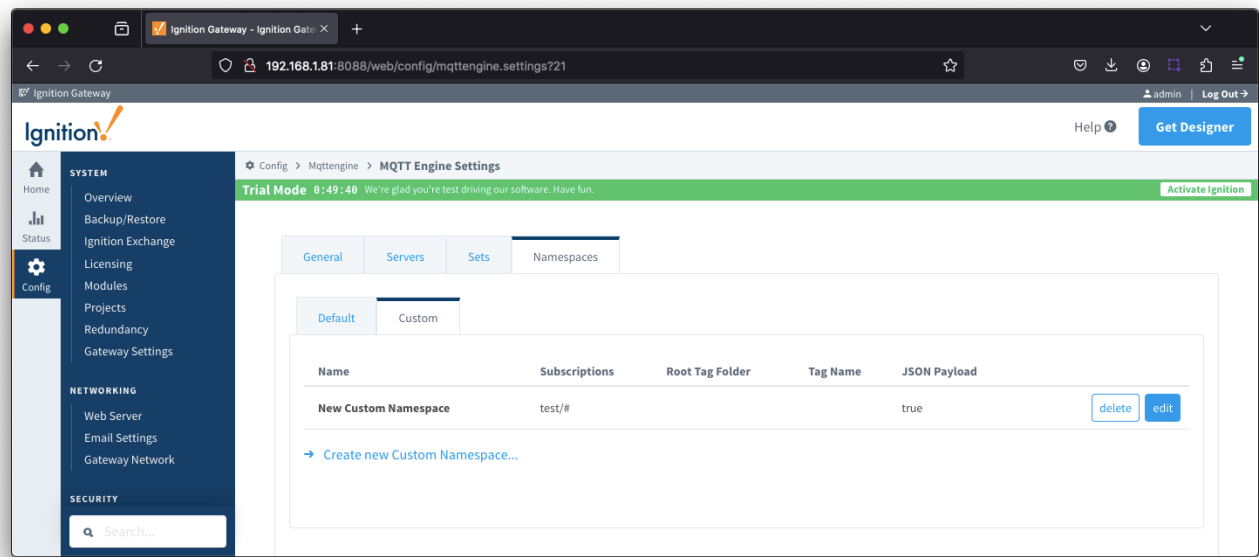 Ignition Gateway - Ignition Gate
192.168.1.81:8088/web/config/mqttengine.settings?21
Ignition Gateway
admin | Log Out
Ignition!
Help
Get Designer
Config > Mqttengine > MQTT Engine Settings
Trial Mode 0:49:40 We're glad you're test driving our software. Have fun.
Activate Ignition
Home
Status
Config
SYSTEM
Overview
Backup/Restore
Ignition Exchange
Licensing
Modules
Projects
Redundancy
Gateway Settings
NETWORKING
Web Server
Email Settings
Gateway Network
SECURITY
Search...
General Servers Sets Namespaces
Default Custom
Name Subscriptions Root Tag Folder Tag Name JSON Payload
New Custom Namespace test/# true delete edit
Create new Custom Namespace...